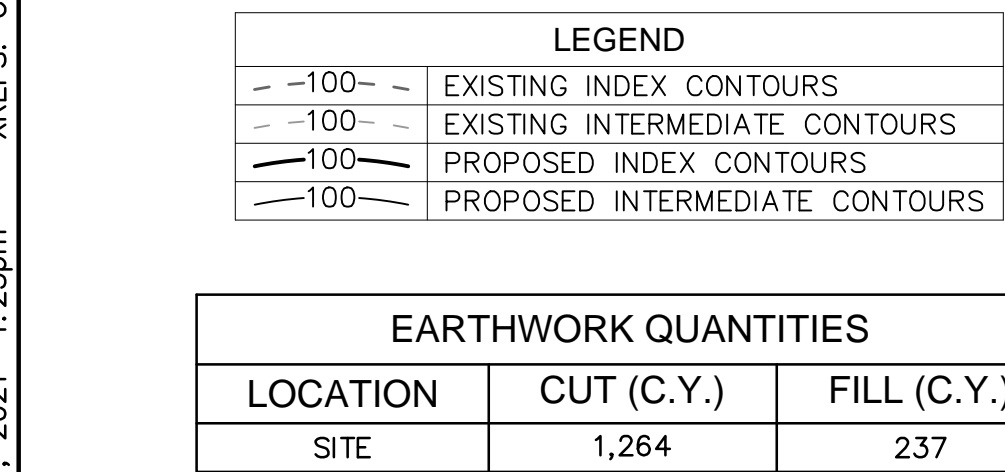 LEGEND
100 EXISTING INDEX CONTOURS
100 EXISTING INTERMEDIATE CONTOURS
100 PROPOSED INDEX CONTOURS
100 PROPOSED INTERMEDIATE CONTOURS
EARTHWORK QUANTITIES
LOCATION CUT (C.Y.) FILL (C.Y.)
SITE 1,264 237